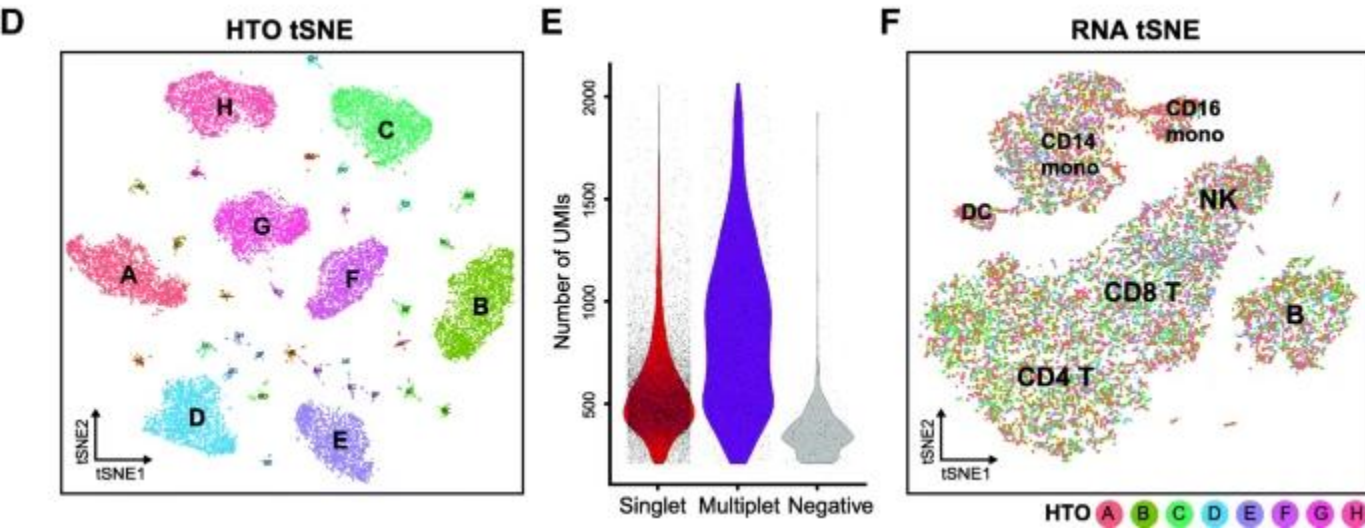 D
HTO tSNE
H
C
G
A
F
B
D
E
tSNE2
tSNE1
E
Number of UMIs
2000
1500
1000
500
Singlet Multiplet Negative
F
RNA tSNE
CD16
mono
CD14
mono
NK
DC
CD8 T
B
CD4 T
tSNE2
tSNE1
HTO A B C D E F G H